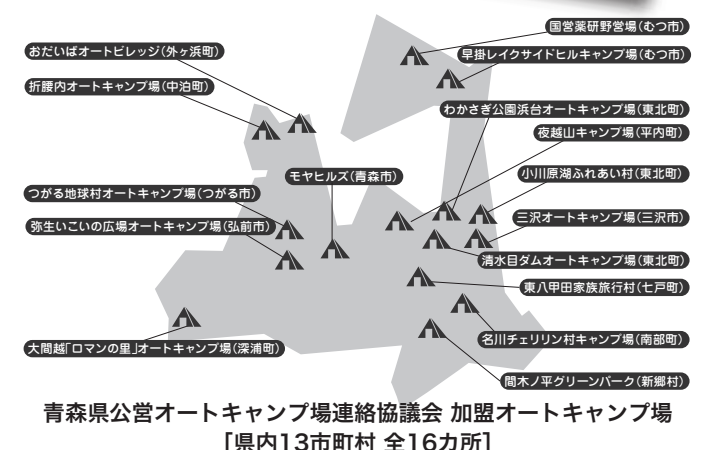 国営薬研野営場(むつ市)
おだいばオートビレッジ(外ヶ浜町)
早掛レイクサイドヒルキャンプ場(むつ市)
折腰内オートキャンプ場(中泊町)
わかさぎ公園浜台オートキャンプ場(東北町)
夜越山キャンプ場(平内町)
モヤヒルズ(青森市)
小川原湖ふれあい村(東北町)
つがる地球村オートキャンプ場(つがる市)
三沢オートキャンプ場(三沢市)
弥生いこいの広場オートキャンプ場(弘前市)
清水目ダムオートキャンプ場(東北町)
東八甲田家族旅行村(七戸町)
名川チェリリン村キャンプ場(南部町)
大間越「ロマンの里」オートキャンプ場(深浦町)
間木ノ平グリーンパーク(新郷村)
青森県公営オートキャンプ場連絡協議会 加盟オートキャンプ場
[県内13市町村 全16カ所]